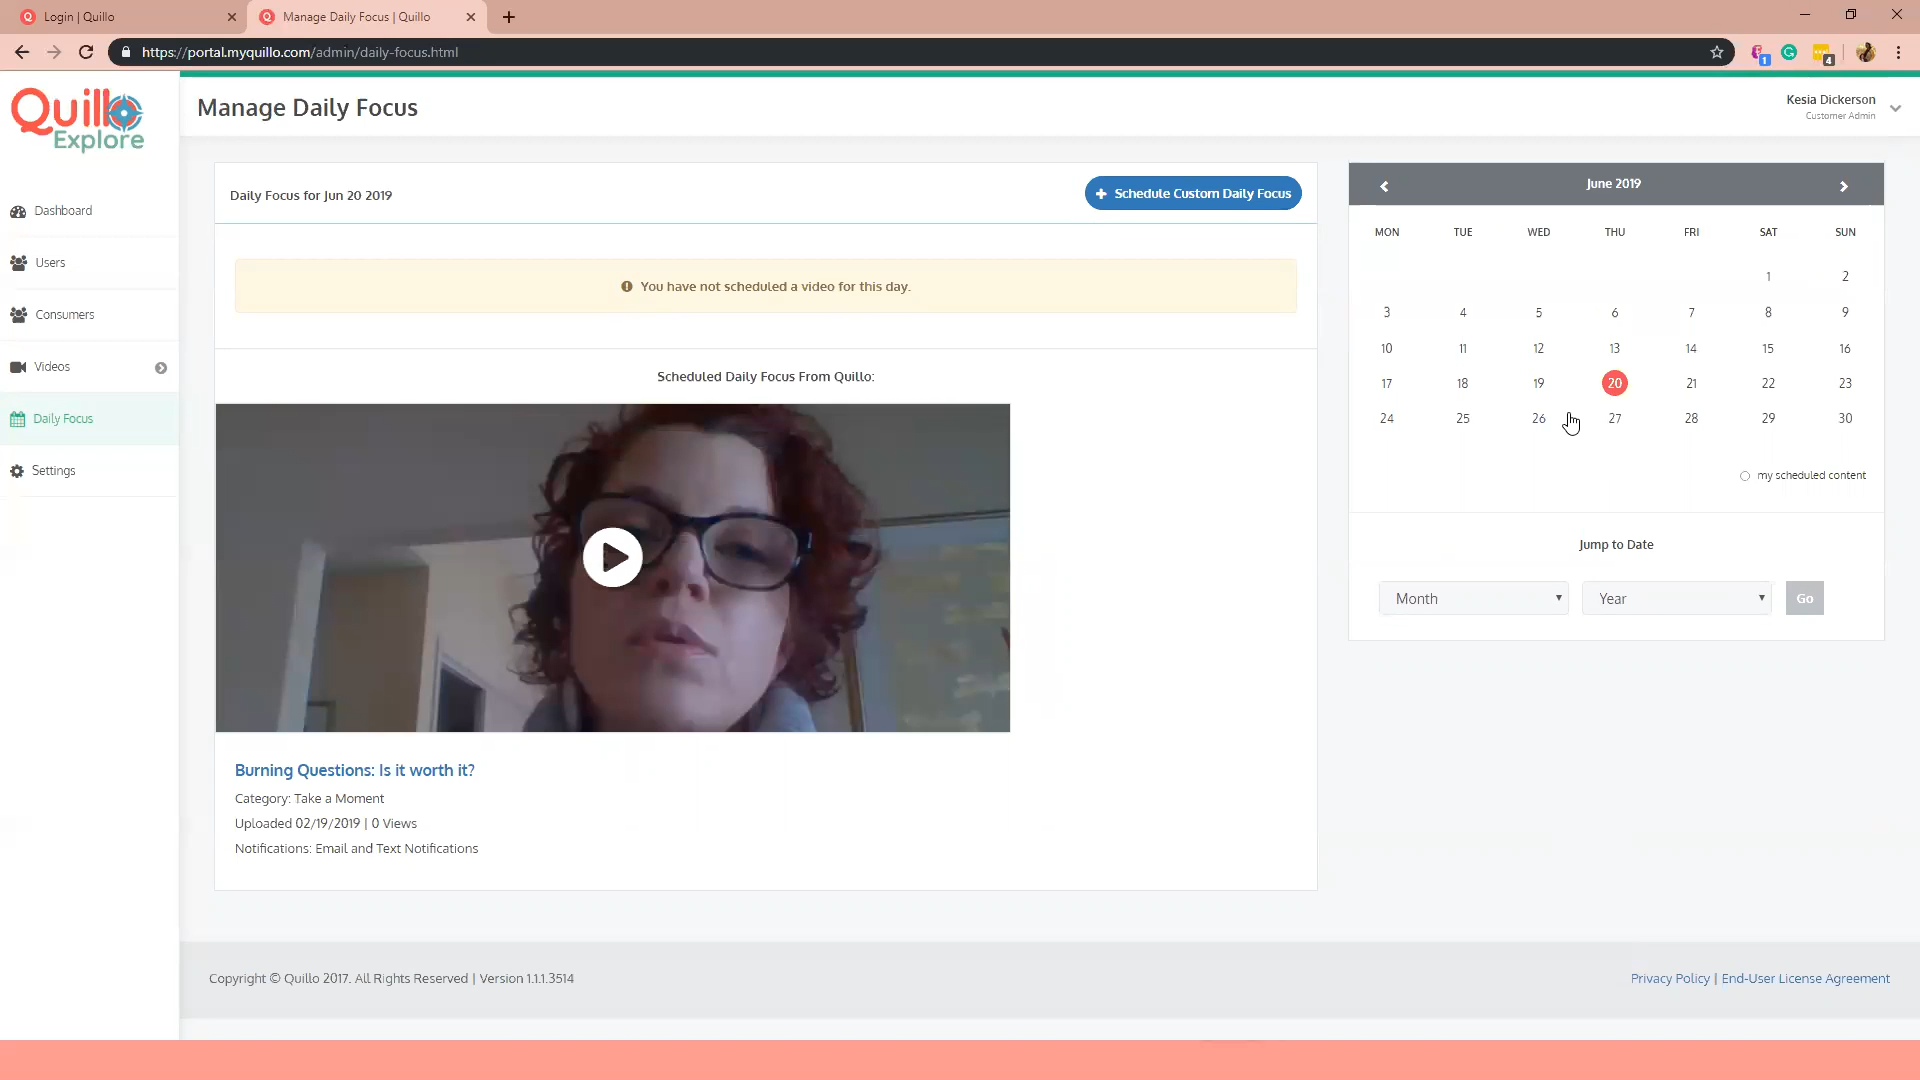 Login | Quillo
Manage Daily Focus | Quillo
https://portal.myquillo.com/admin/daily-focus.html
1
4
Quillo
Explore
Manage Daily Focus
Kesia Dickerson
Customer Admin
Dashboard
Users
Consumers
Videos
Daily Focus
Settings
Daily Focus for Jun 20 2019
Schedule Custom Daily Focus
You have not scheduled a video for this day.
Scheduled Daily Focus From Quillo:
Burning Questions: Is it worth it?
Category: Take a Moment
Uploaded 02/19/2019 | 0 Views
Notifications: Email and Text Notifications
June 2019
MON TUE WED THU FRI SAT SUN
1 2
3 4 5 6 7 8 9
10 11 12 13 14 15 16
17 18 19 20 21 22 23
24 25 26 27 28 29 30
my scheduled content
Jump to Date
Month Year Go
Copyright © Quillo 2017. All Rights Reserved | Version 1.1.1.3514
Privacy Policy | End-User License Agreement